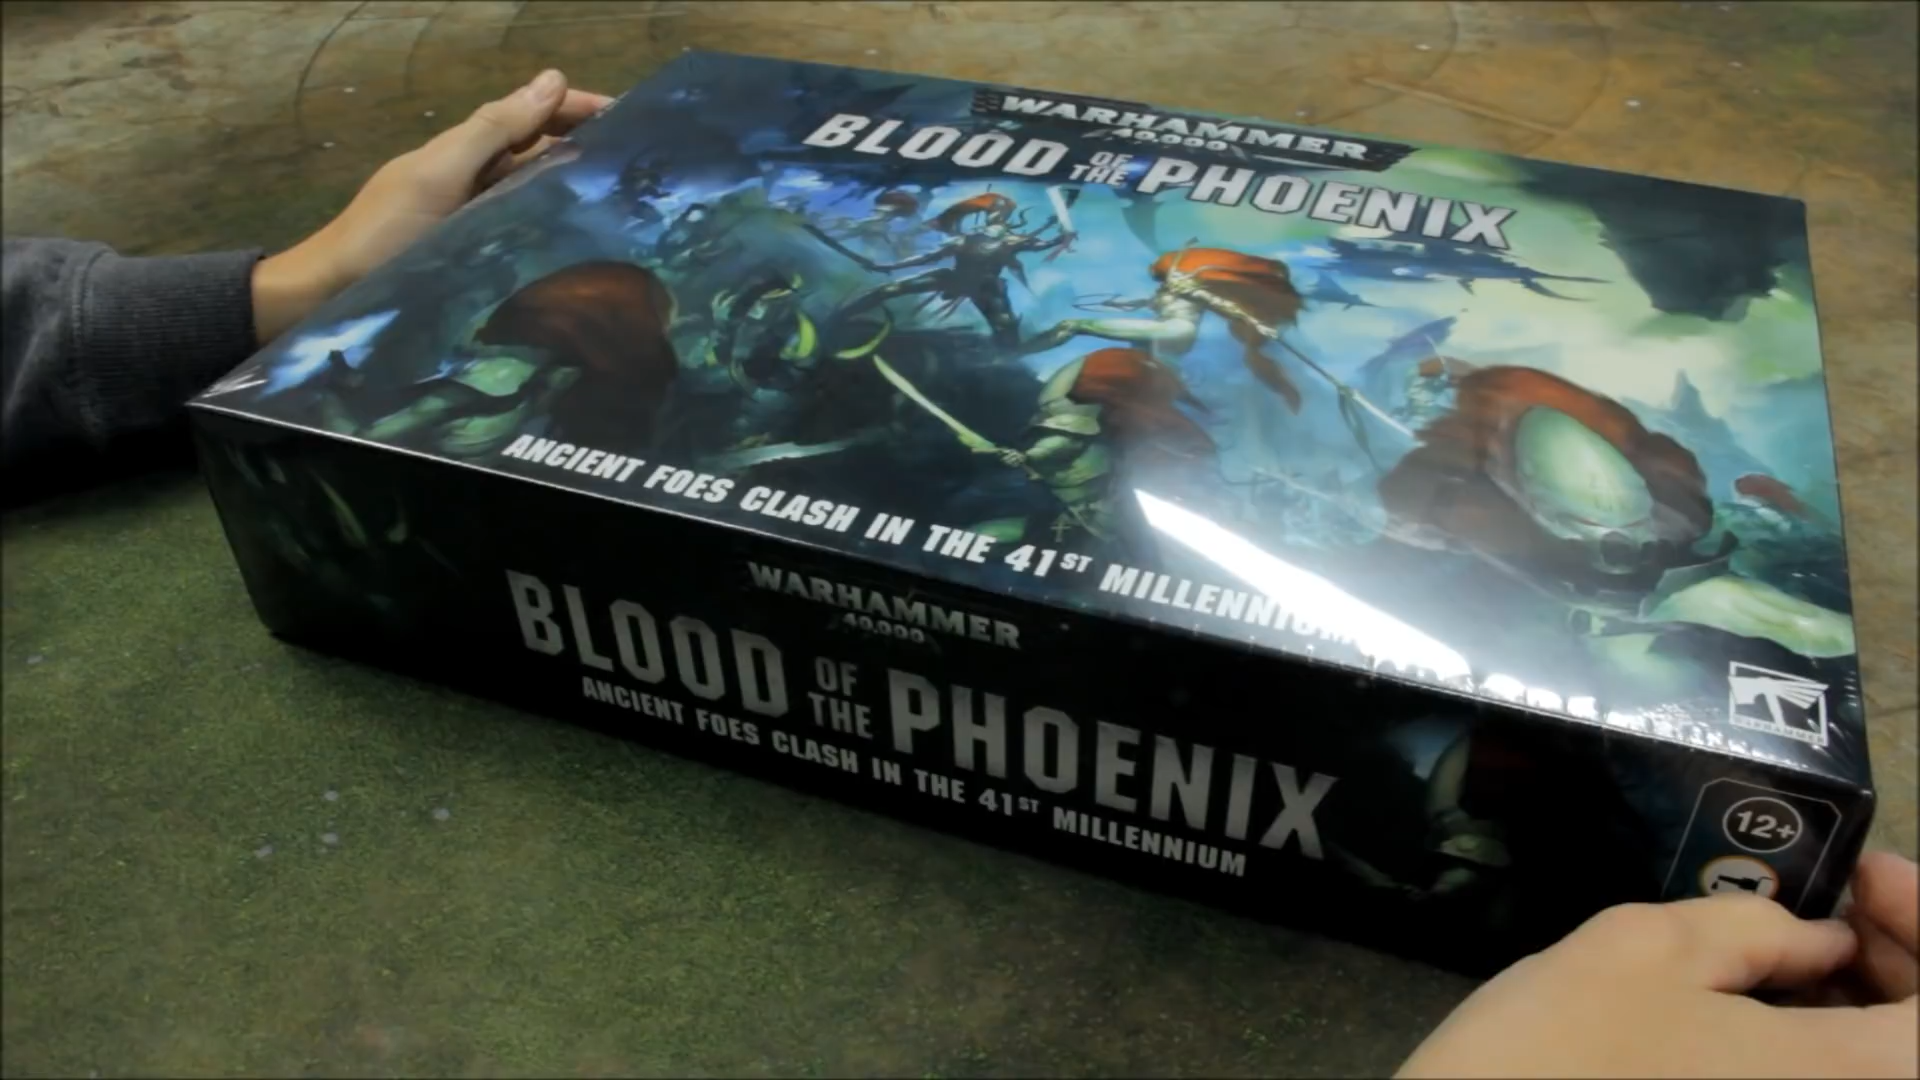 WARHAMMER
40,000
BLOOD OF THE PHOENIX
ANCIENT FOES CLASH IN THE 41ST MILLENNIUM
WARHAMMER
WARHAMMER
40,000
BLOOD OF THE PHOENIX
ANCIENT FOES CLASH IN THE 41ST MILLENNIUM
12+